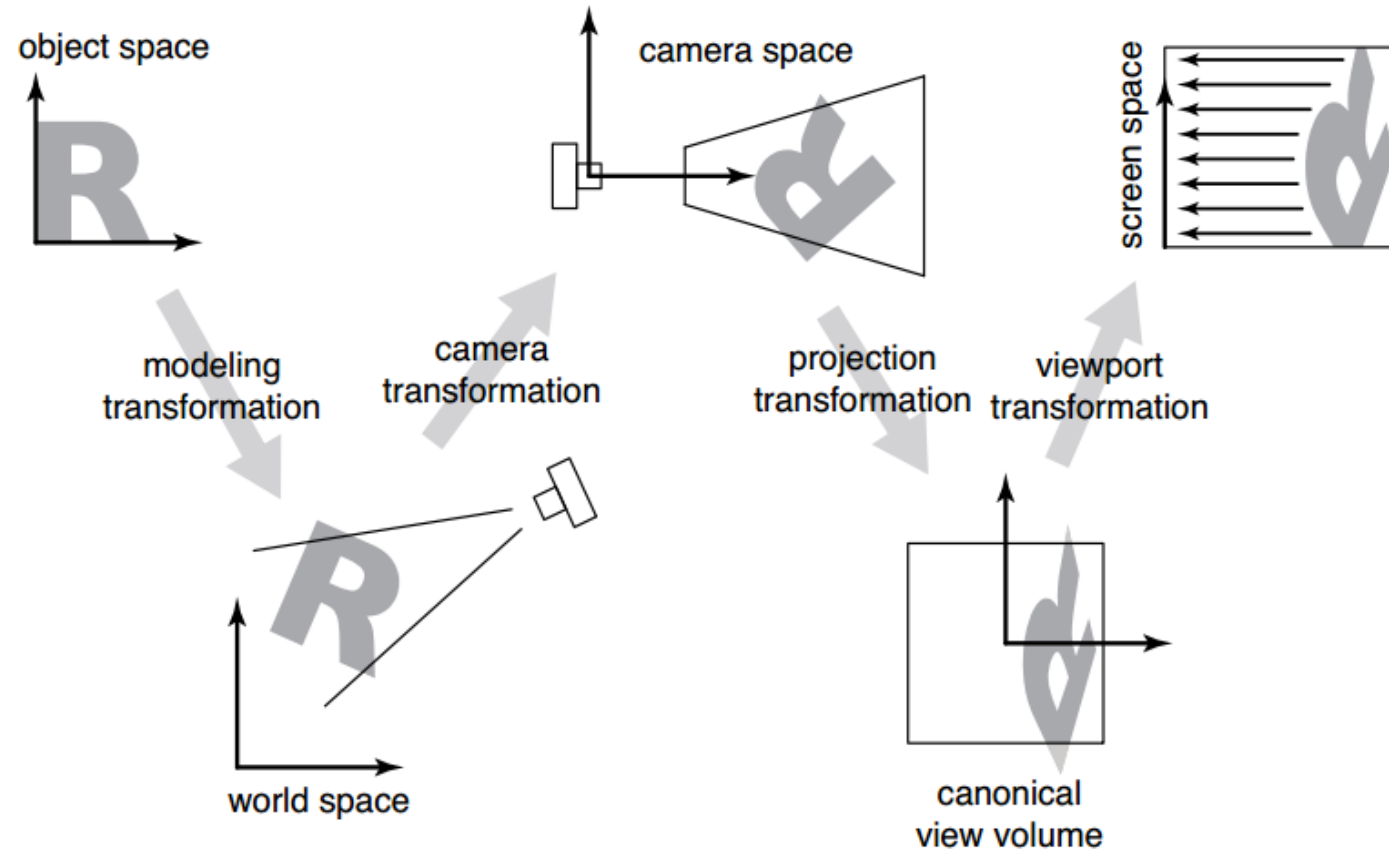 object space
R
camera space
R
screen space
R
modeling
transformation
camera
transformation
projection
transformation
viewport
transformation
R
world space
R
canonical
view volume